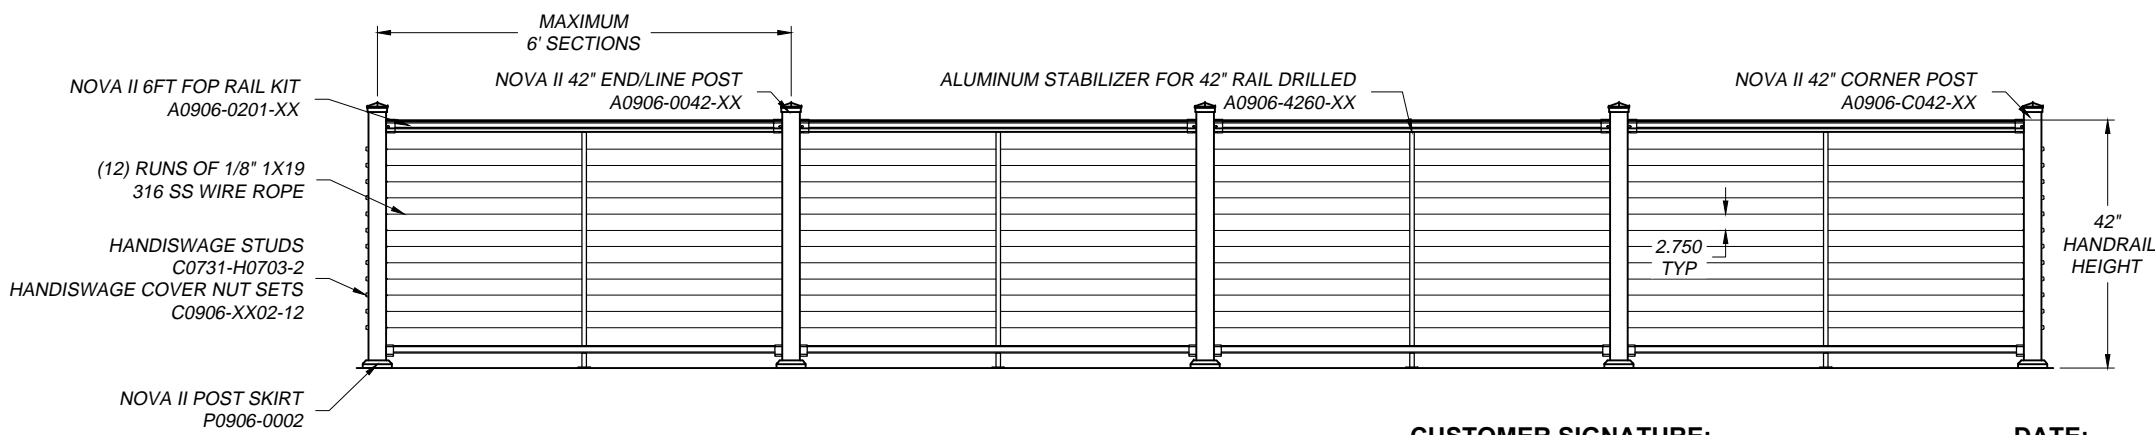 MAXIMUM
6' SECTIONS
NOVA II 6FT FOP RAIL KIT
A0906-0201-XX
NOVA II 42" END/LINE POST
A0906-0042-XX
ALUMINUM STABILIZER FOR 42" RAIL DRILLED
A0906-4260-XX
NOVA II 42" CORNER POST
A0906-C042-XX
(12) RUNS OF 1/8" 1X19
316 SS WIRE ROPE
HANDISWAGE STUDS
C0731-H0703-2
HANDISWAGE COVER NUT SETS
C0906-XX02-12
2.750
TYP
42"
HANDRAIL
HEIGHT
NOVA II POST SKIRT
P0906-0002
CUSTOMER SIGNATURE: DATE: